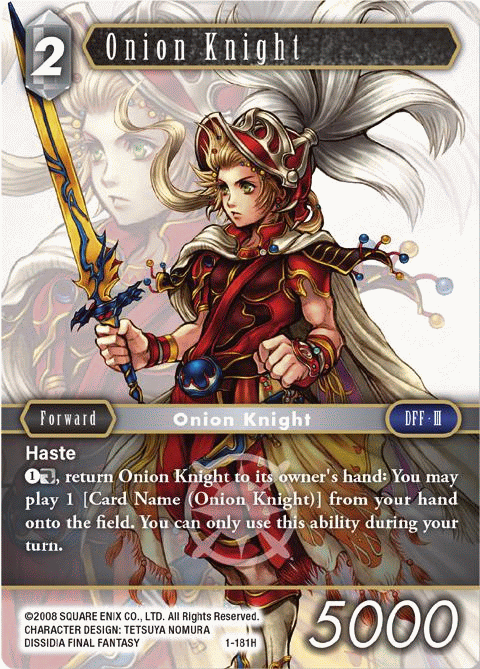 2
Onion Knight
Forward
Onion Knight
DFF·III
Haste
1, return Onion Knight to its owner's hand: You may
play 1 [Card Name (Onion Knight)] from your hand
onto the field. You can only use this ability during your
turn.
©2008 SQUARE ENIX CO., LTD. All Rights Reserved.
CHARACTER DESIGN: TETSUYA NOMURA
DISSIDIA FINAL FANTASY
1-181H
5000